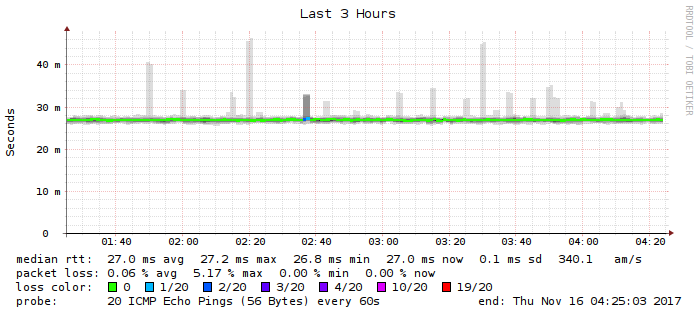 Last 3 Hours
RRDTOOL / TOBI OETIKER
Seconds
40 m
30 m
20 m
10 m
0
01:40 02:00 02:20 02:40 03:00 03:20 03:40 04:00 04:20
median rtt: 27.0 ms avg 27.2 ms max 26.8 ms min 27.0 ms now 0.1 ms sd 340.1 am/s
packet loss: 0.06 % avg 5.17 % max 0.00 % min 0.00 % now
loss color: 0 1/20 2/20 3/20 4/20 10/20 19/20
probe: 20 ICMP Echo Pings (56 Bytes) every 60s end: Thu Nov 16 04:25:03 2017